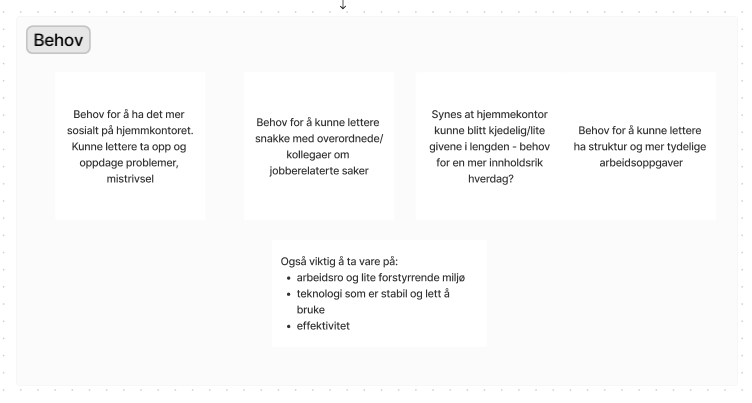 Behov
Behov for å ha det mer
sosialt på hjemmkontoret.
Kunne lettere ta opp og
oppdage problemer,
mistrivsel
Behov for å kunne lettere
snakke med overordnede/
kollegaer om
jobberelaterte saker
Synes at hjemmekontor
kunne blitt kjedelig/lite
givene i lengden - behov
for en mer innholdsrik
hverdag?
Behov for å kunne lettere
ha struktur og mer tydelige
arbeidsoppgaver
Også viktig å ta vare på:
• arbeidsro og lite forstyrrende miljø
• teknologi som er stabil og lett å
bruke
• effektivitet